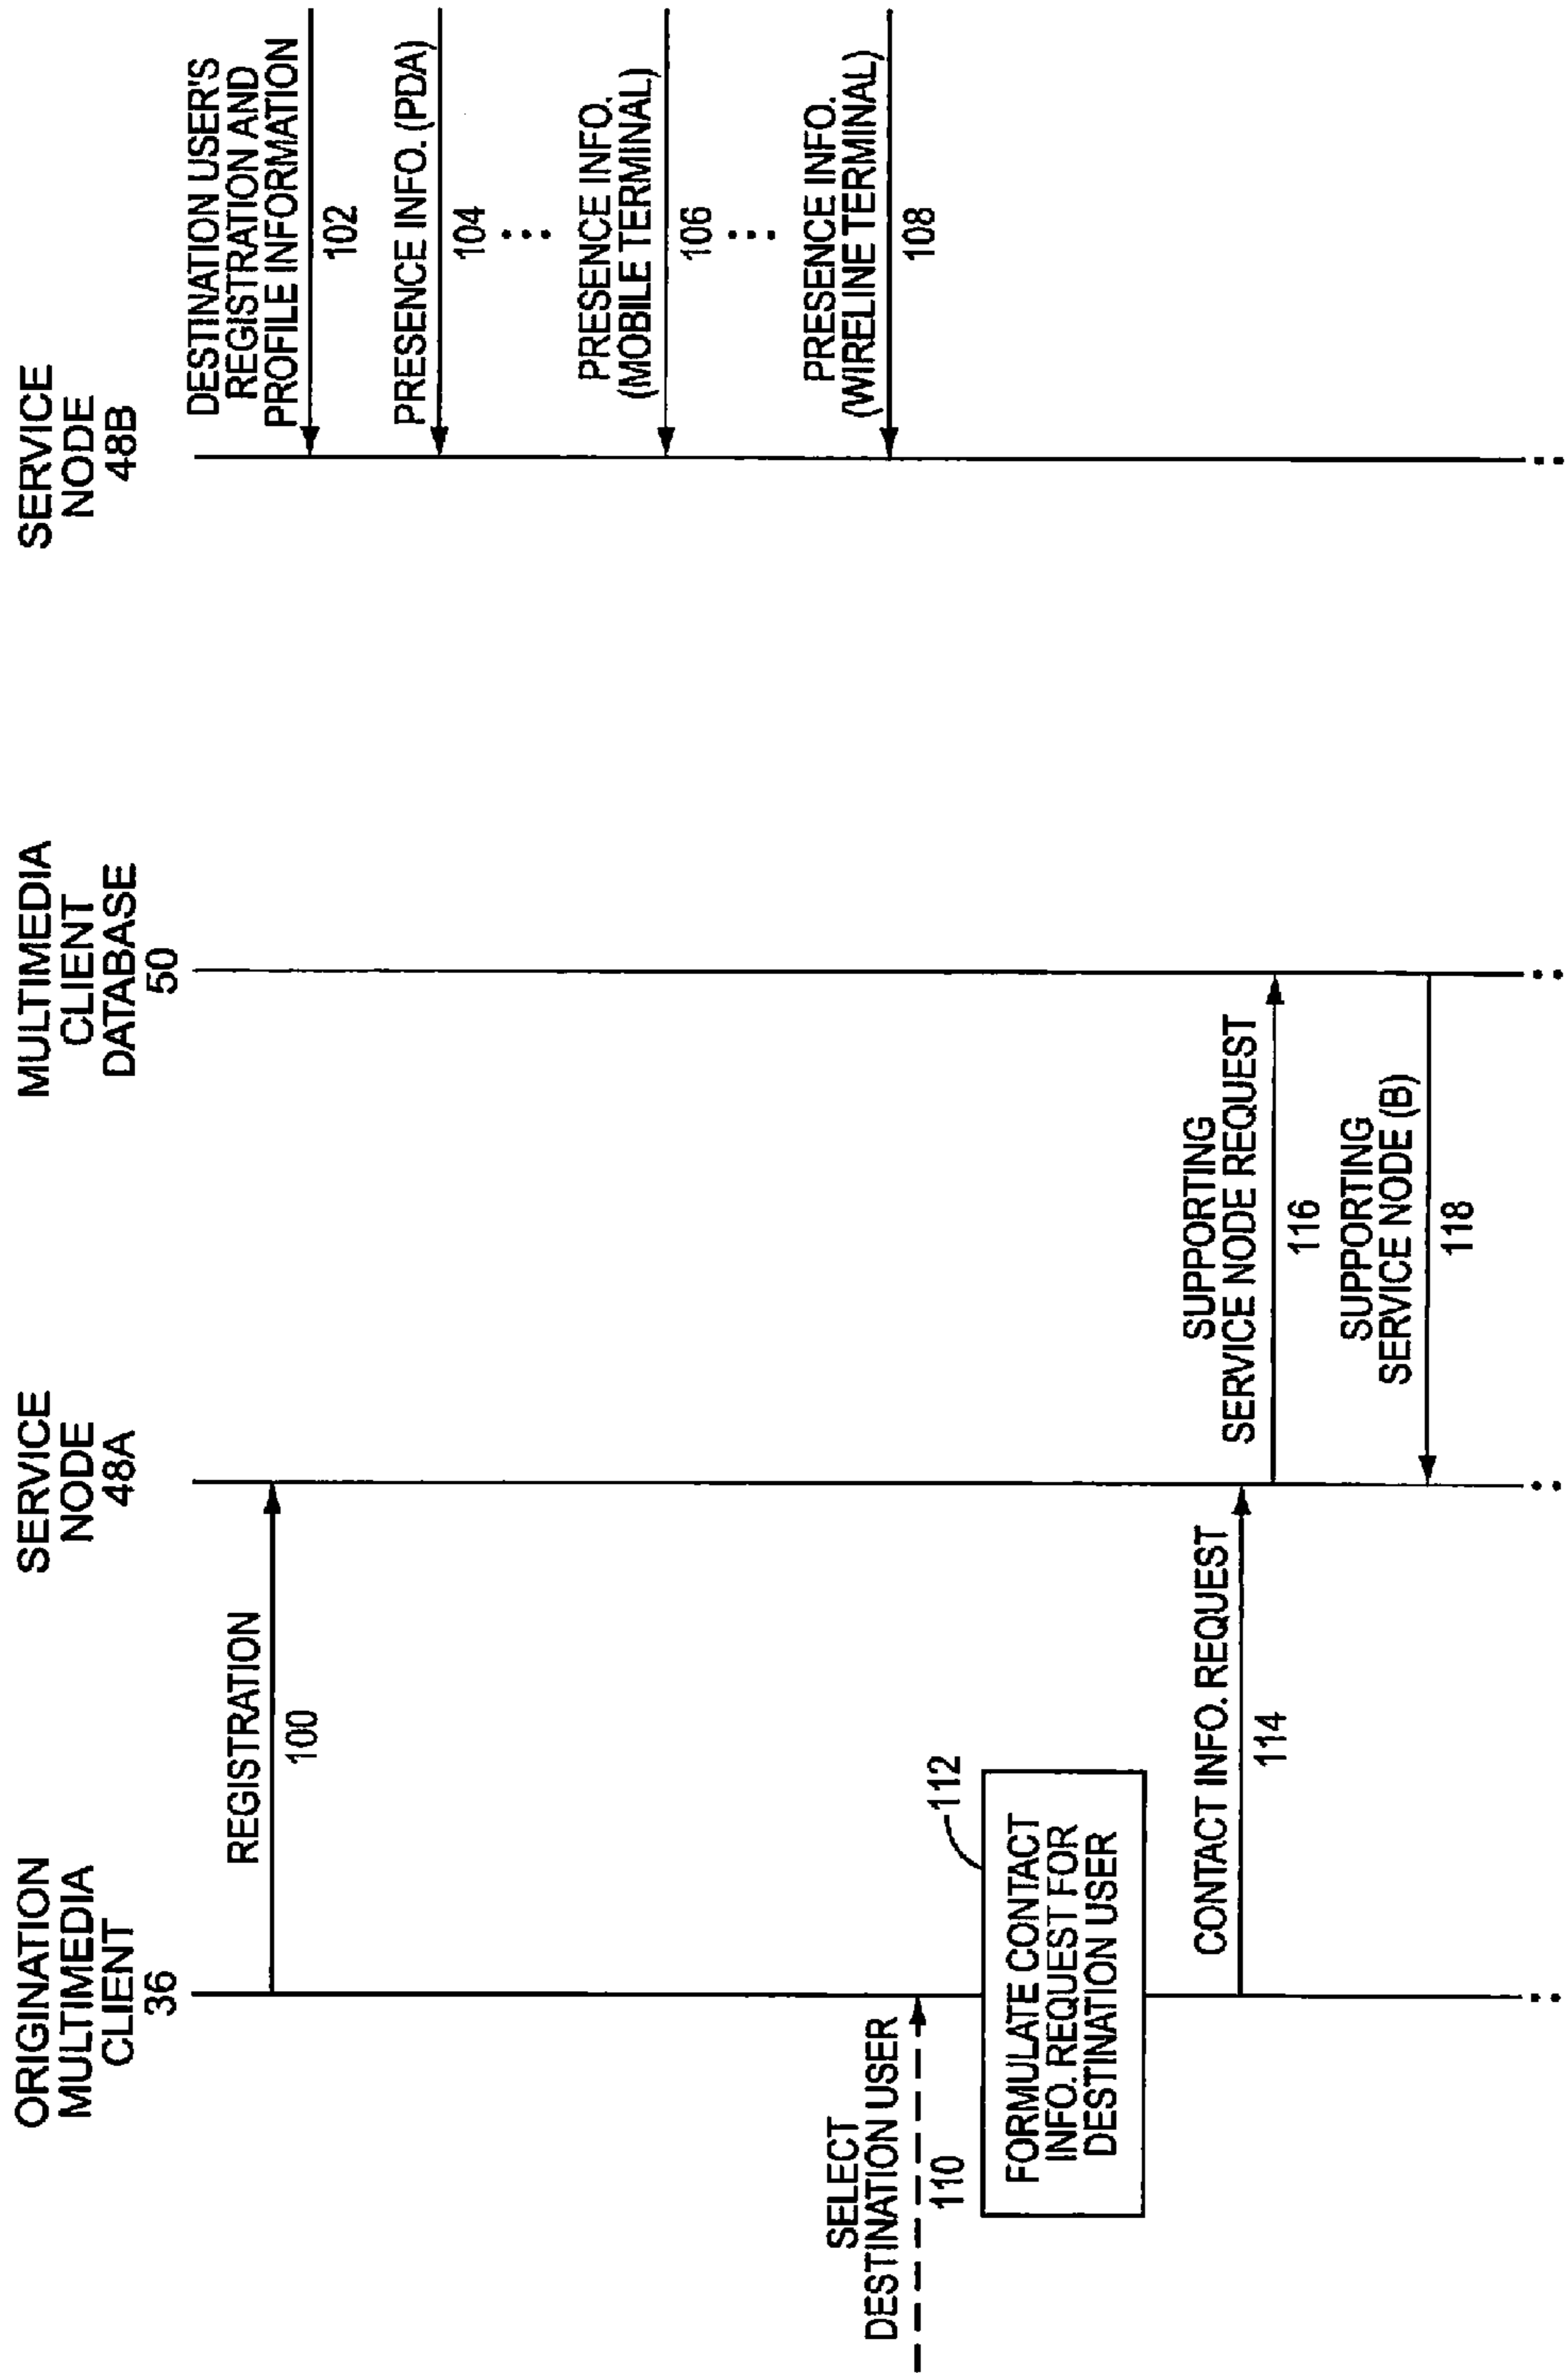 ORIGINATION
MULTIMEDIA
CLIENT
36
SERVICE
NODE
48A
MULTIMEDIA
CLIENT
DATABASE
50
SERVICE
NODE
48B
REGISTRATION
100
DESTINATION USER'S
REGISTRATION AND
PROFILE INFORMATION
102
PRESENCE INFO. (PDA)
104
PRESENCE INFO.
(MOBILE TERMINAL)
106
PRESENCE INFO.
(WIRELINE TERMINAL)
108
SELECT
DESTINATION USER
110
112
FORMULATE CONTACT
INFO. REQUEST FOR
DESTINATION USER
CONTACT INFO. REQUEST
114
SUPPORTING
SERVICE NODE REQUEST
116
SUPPORTING
SERVICE NODE (B)
118